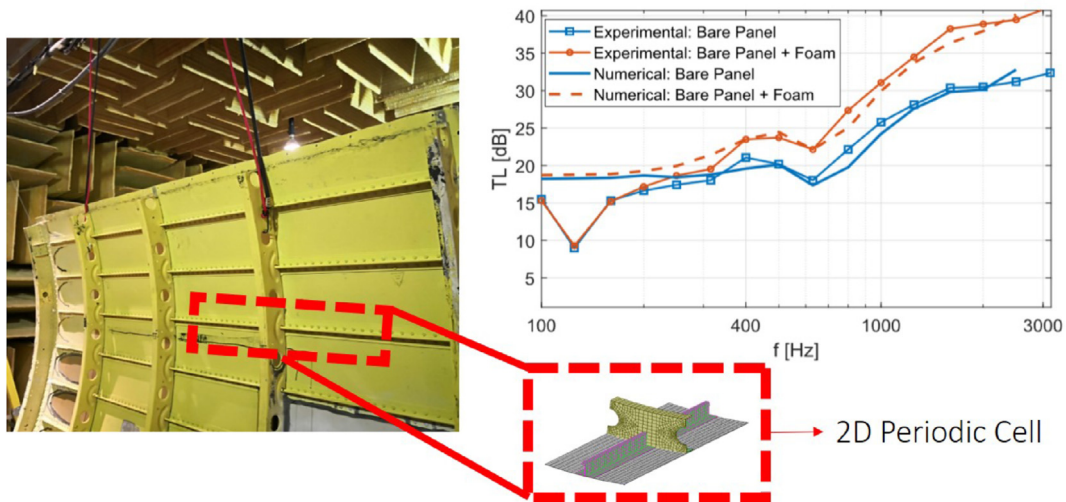 40
35
30
25
20
15
10
5
TL [dB]
Experimental: Bare Panel
Experimental: Bare Panel + Foam
Numerical: Bare Panel
Numerical: Bare Panel + Foam
100
400
1000
3000
f [Hz]
2D Periodic Cell